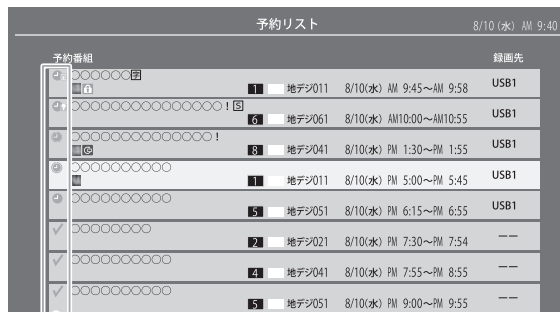 予約リスト
8/10 (水) AM 9:40
予約番組 録画先
○○○○○○字
1 地デジ011 8/10(水) AM 9:45～AM 9:58 USB1
○○○○○○○○○○○○○○○！S
6 地デジ061 8/10(水) AM10:00～AM10:55 USB1
○○○○○○○○○○○○○○！
8 地デジ041 8/10(水) PM 1:30～PM 1:55 USB1
○○○○○○○○○○
1 地デジ011 8/10(水) PM 5:00～PM 5:45 USB1
○○○○○○○○○○
5 地デジ051 8/10(水) PM 6:15～PM 6:55 USB1
○○○○○○○○
2 地デジ021 8/10(水) PM 7:30～PM 7:54 −−
○○○○○○○○○○
4 地デジ041 8/10(水) PM 7:55～PM 8:55 −−
○○○○○○○○○○
5 地デジ051 8/10(水) PM 9:00～PM 9:55 −−